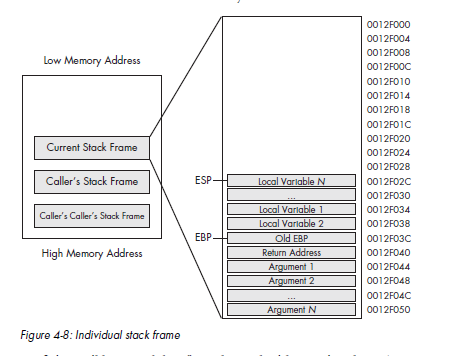 Low Memory Address
Current Stack Frame
Caller's Stack Frame
Caller's Caller's Stack Frame
High Memory Address
0012F000
0012F004
0012F008
0012F00C
0012F010
0012F014
0012F018
0012F01C
0012F020
0012F024
0012F028
ESP
Local Variable N
0012F02C
...
0012F030
Local Variable 1
0012F034
Local Variable 2
0012F038
EBP
Old EBP
0012F03C
Return Address
0012F040
Argument 1
0012F044
Argument 2
0012F048
...
0012F04C
Argument N
0012F050
Figure 4-8: Individual stack frame